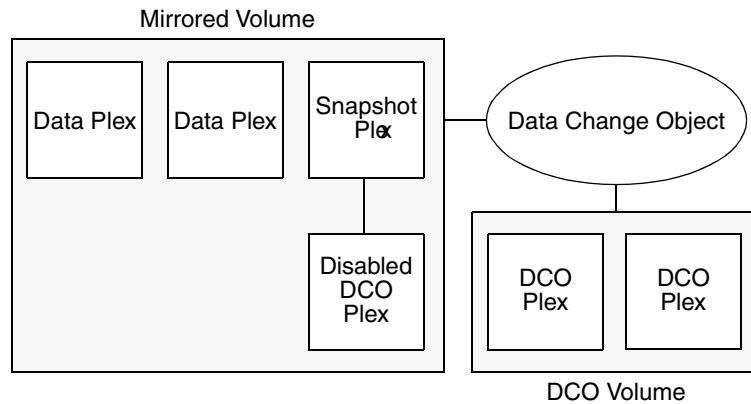 Mirrored Volume
Data Plex
Data Plex
Snapshot
Plex
Data Change Object
Disabled
DCO
Plex
DCO
Plex
DCO
Plex
DCO Volume